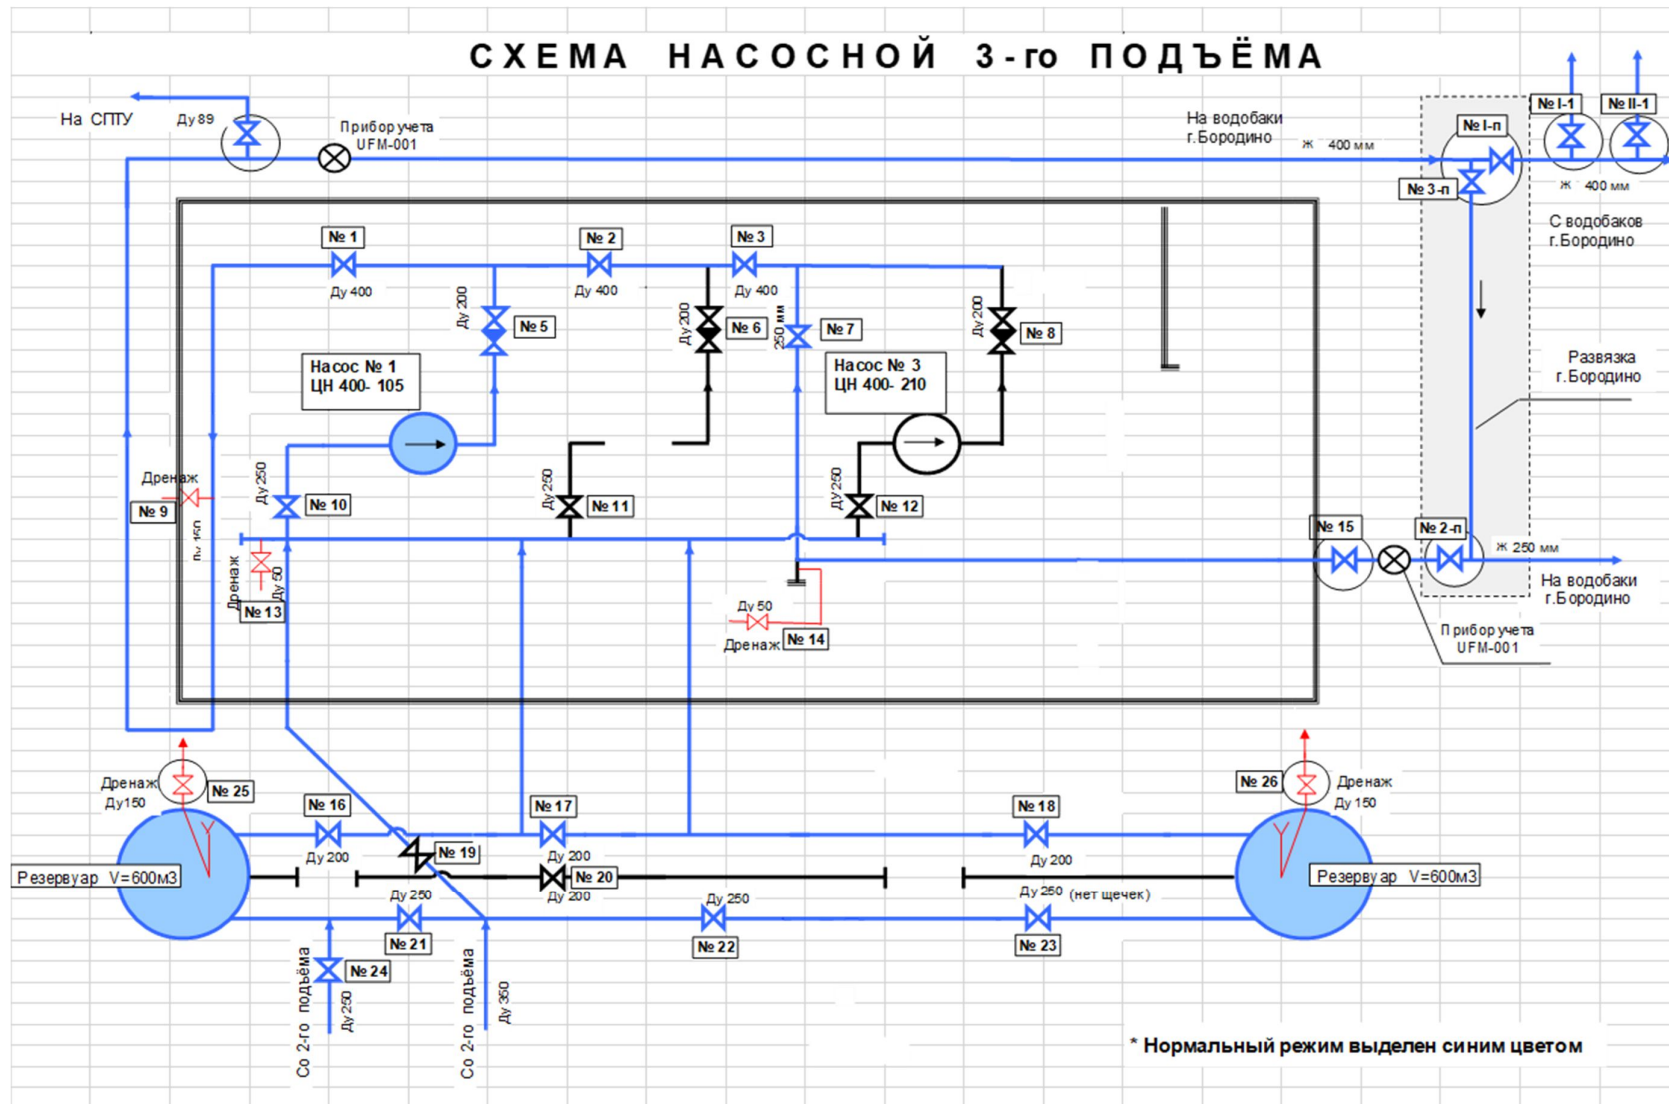 СХЕМА НАСОСНОЙ 3-го ПОДЪЁМА
На СПТУ
Ду 89
Прибор учета
UFM-001
На водобаки
г.Бородино
ж 400 мм
№ I-п
№ I-1
№ II-1
№ 3-п
ж 400 мм
С водобаков
г.Бородино
№ 1
Ду 400
№ 2
Ду 400
№ 3
Ду 400
Ду 200
№ 5
Ду 200
№ 6
250 мм
№ 7
Ду 200
№ 8
Насос № 1
ЦН 400- 105
Насос № 3
ЦН 400- 210
Развязка
г.Бородино
Дренаж
№ 9
Ду 150
Ду 250
№ 10
Ду 250
№ 11
Ду 250
№ 12
№ 15
№ 2-п
ж 250 мм
На водобаки
г.Бородино
Прибор учета
UFM-001
Дренаж
Ду 50
№ 13
Ду 50
Дренаж
№ 14
Дренаж
Ду150
№ 25
№ 26
Дренаж
Ду 150
№ 16
Ду 200
№ 17
Ду 200
№ 18
Ду 200
№ 19
Резервуар V=600м3
№ 20
Ду 200
Ду 250 (нет щечек)
Резервуар V=600м3
Ду 250
№ 21
Ду 250
№ 22
№ 23
Со 2-го подъёма
№ 24
Ду 250
Со 2-го подъёма
Ду 350
* Нормальный режим выделен синим цветом